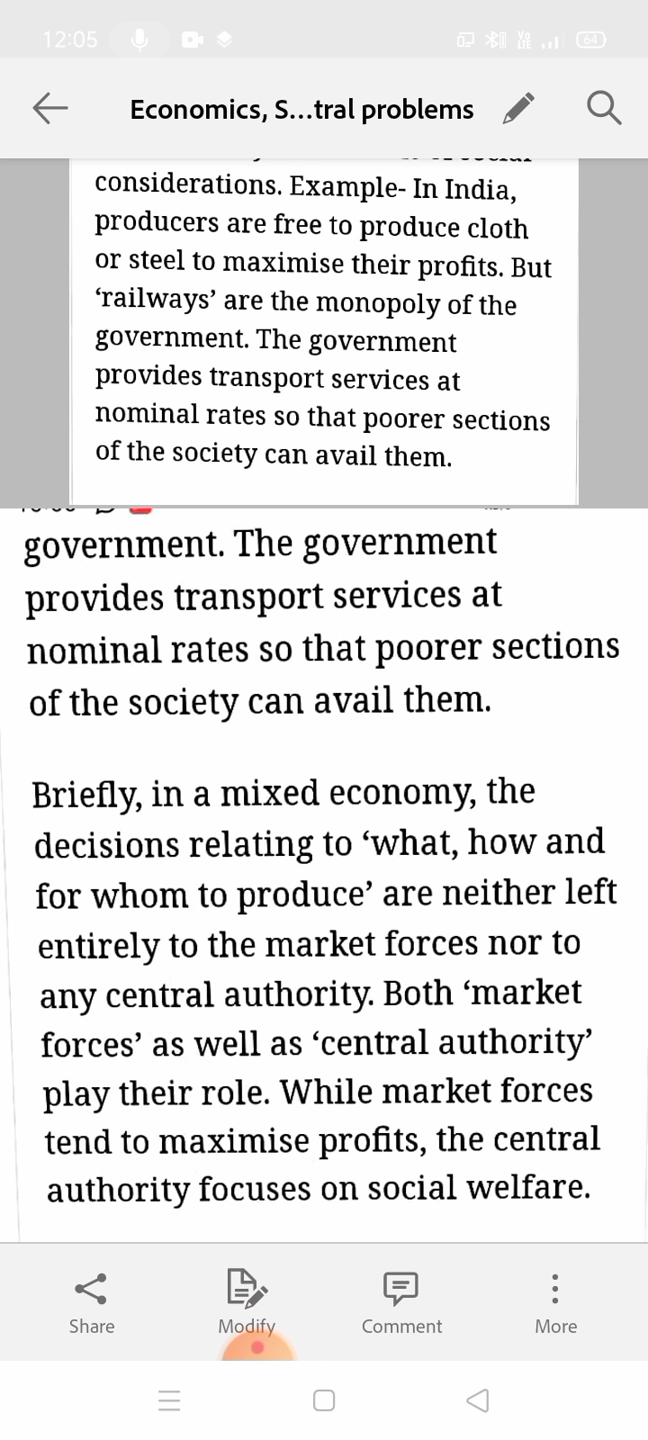 12:05
VO
LTE
64
Economics, S...tral problems
considerations. Example- In India,
producers are free to produce cloth
or steel to maximise their profits. But
‘railways’ are the monopoly of the
government. The government
provides transport services at
nominal rates so that poorer sections
of the society can avail them.
government. The government
provides transport services at
nominal rates so that poorer sections
of the society can avail them.
Briefly, in a mixed economy, the
decisions relating to ‘what, how and
for whom to produce’ are neither left
entirely to the market forces nor to
any central authority. Both ‘market
forces’ as well as ‘central authority’
play their role. While market forces
tend to maximise profits, the central
authority focuses on social welfare.
Share
Modify
Comment
More